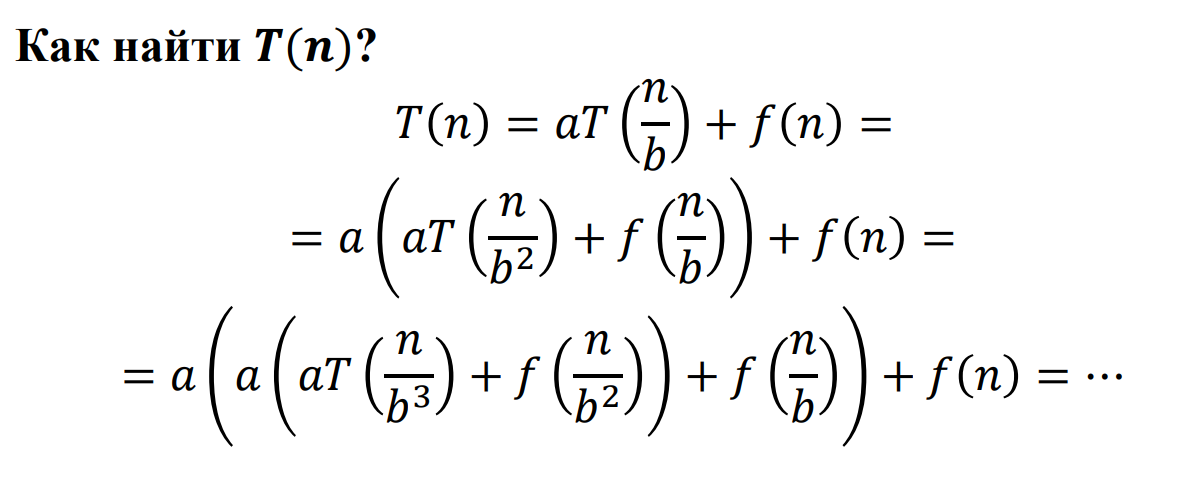 Как найти T(n)?
T(n) = aT(n/b) + f(n) =
= a(aT(n/b²) + f(n/b)) + f(n) =
= a(a(aT(n/b³) + f(n/b²)) + f(n/b)) + f(n) = ⋯